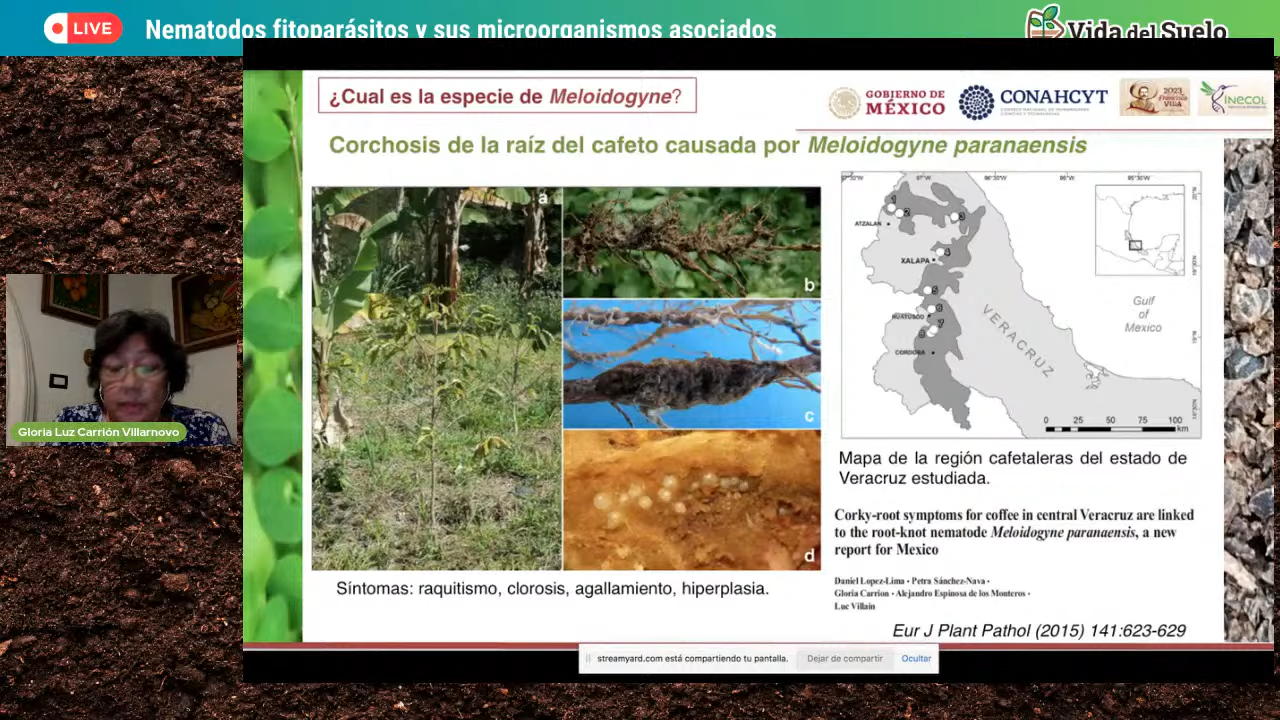 LIVE
Nematodos fitoparásitos y sus microorganismos asociados
Vida del Suelo
¿Cual es la especie de Meloidogyne?
GOBIERNO DE
MÉXICO
CONAHCYT
2023
Francisco
VILLA
INECOL
Corchosis de la raíz del cafeto causada por Meloidogyne paranaensis
a
b
c
d
ATZALAN
XALAPA
HUATUSCO
CORDOBA
VERACRUZ
Gulf
of
Mexico
0 25 50 75 100
km
Mapa de la región cafetaleras del estado de
Veracruz estudiada.
Corky-root symptoms for coffee in central Veracruz are linked
to the root-knot nematode Meloidogyne paranaensis, a new
report for Mexico
Daniel Lopez-Lima · Petra Sánchez-Nava ·
Gloria Carrion · Alejandro Espinosa de los Monteros ·
Luc Villain
Eur J Plant Pathol (2015) 141:623-629
Síntomas: raquitismo, clorosis, agallamiento, hiperplasia.
Gloria Luz Carrión Villarnovo
streamyard.com está compartiendo tu pantalla.
Dejar de compartir
Ocultar